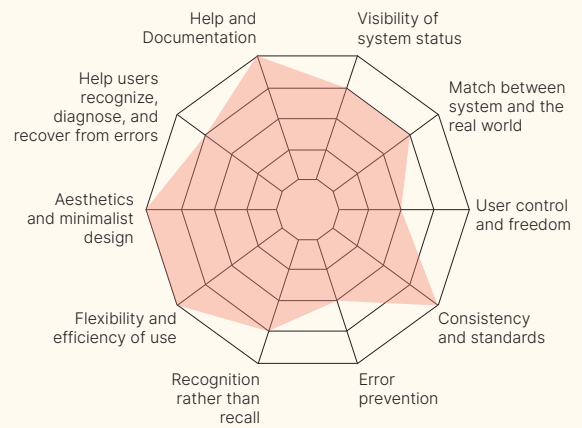 Help and
Documentation
Visibility of
system status
Help users
recognize,
diagnose, and
recover from errors
Match between
system and the
real world
Aesthetics
and minimalist
design
User control
and freedom
Flexibility and
efficiency of use
Consistency
and standards
Recognition
rather than
recall
Error
prevention